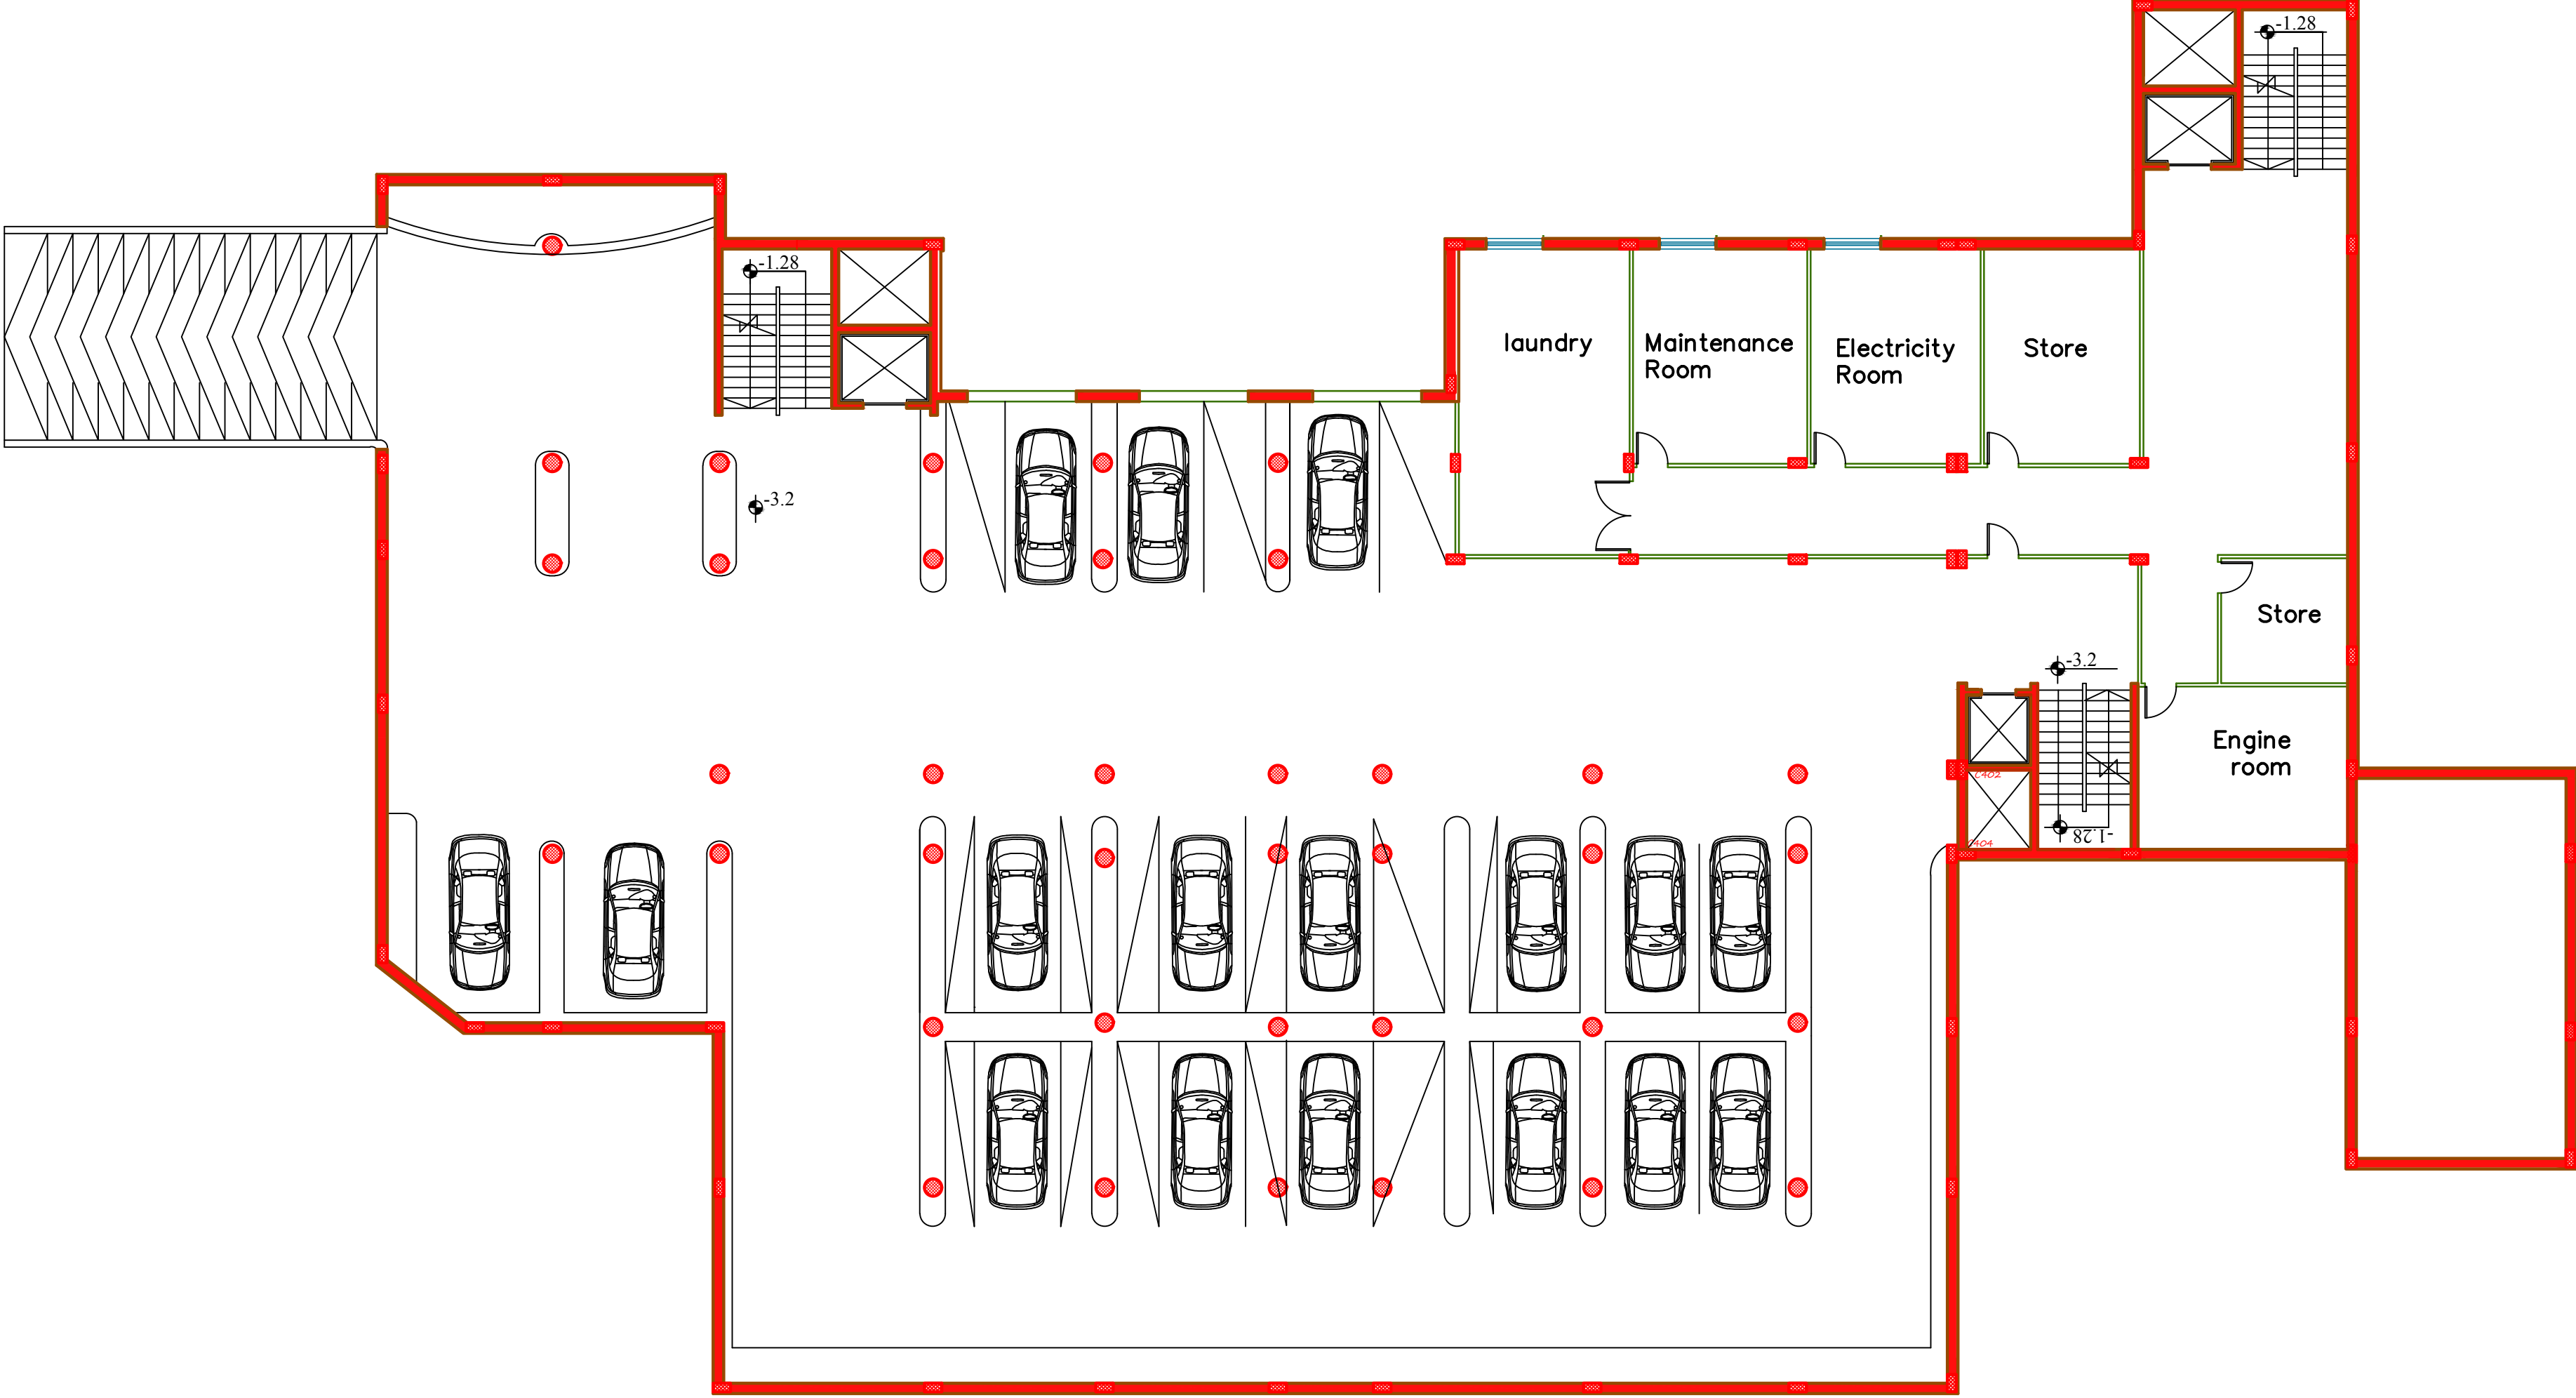 -1.28
-1.28
laundry
Maintenance
Room
Electricity
Room
Store
-3.2
Store
-3.2
Engine
room
C402
-1.28